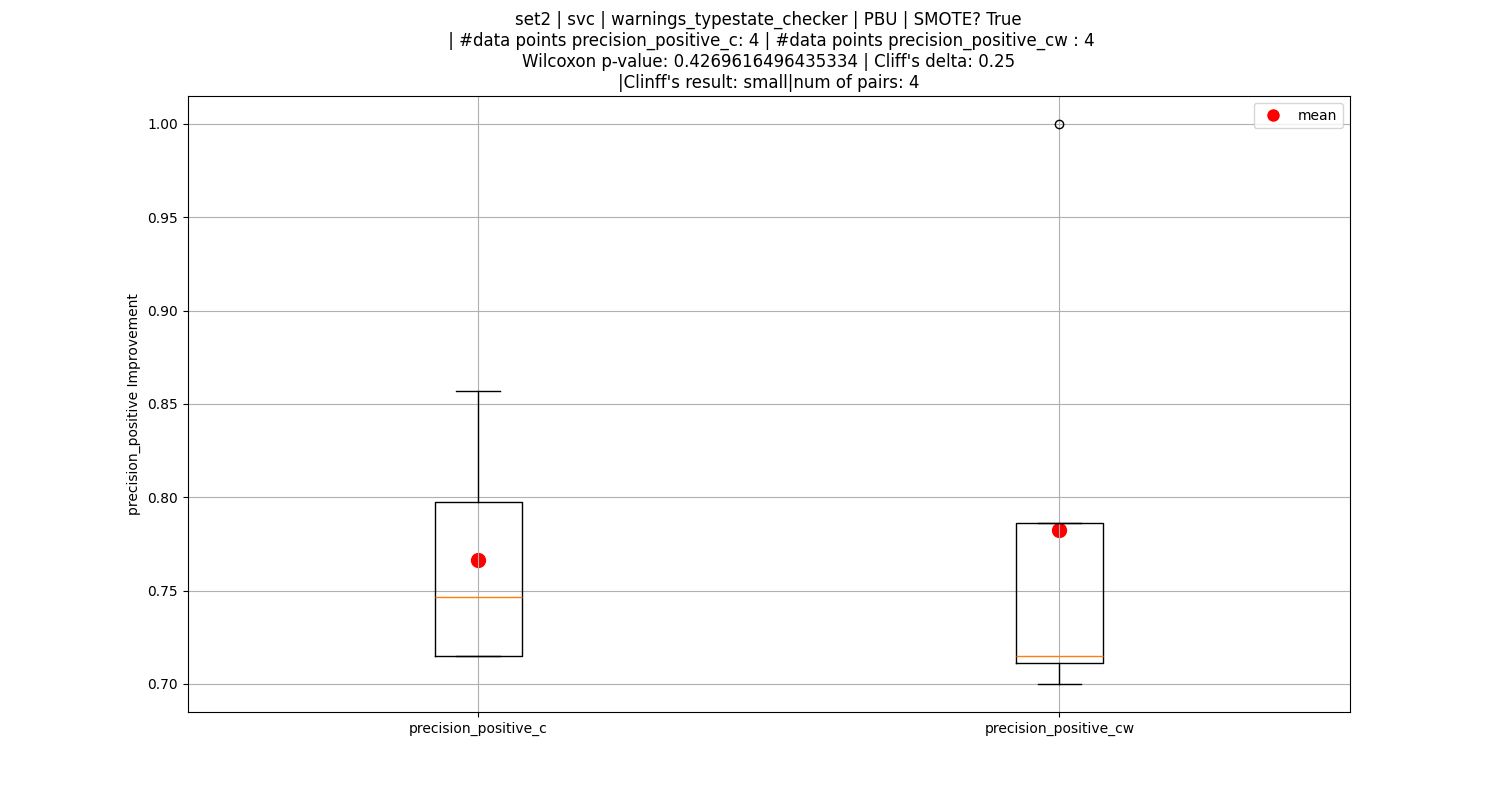 set2 | svc | warnings_typestate_checker | PBU | SMOTE? True
| #data points precision_positive_c: 4 | #data points precision_positive_cw : 4
Wilcoxon p-value: 0.4269616496435334 | Cliff's delta: 0.25
|Clinff's result: small|num of pairs: 4
mean
1.00
0.95
0.90
0.85
0.80
0.75
0.70
precision_positive Improvement
precision_positive_c
precision_positive_cw